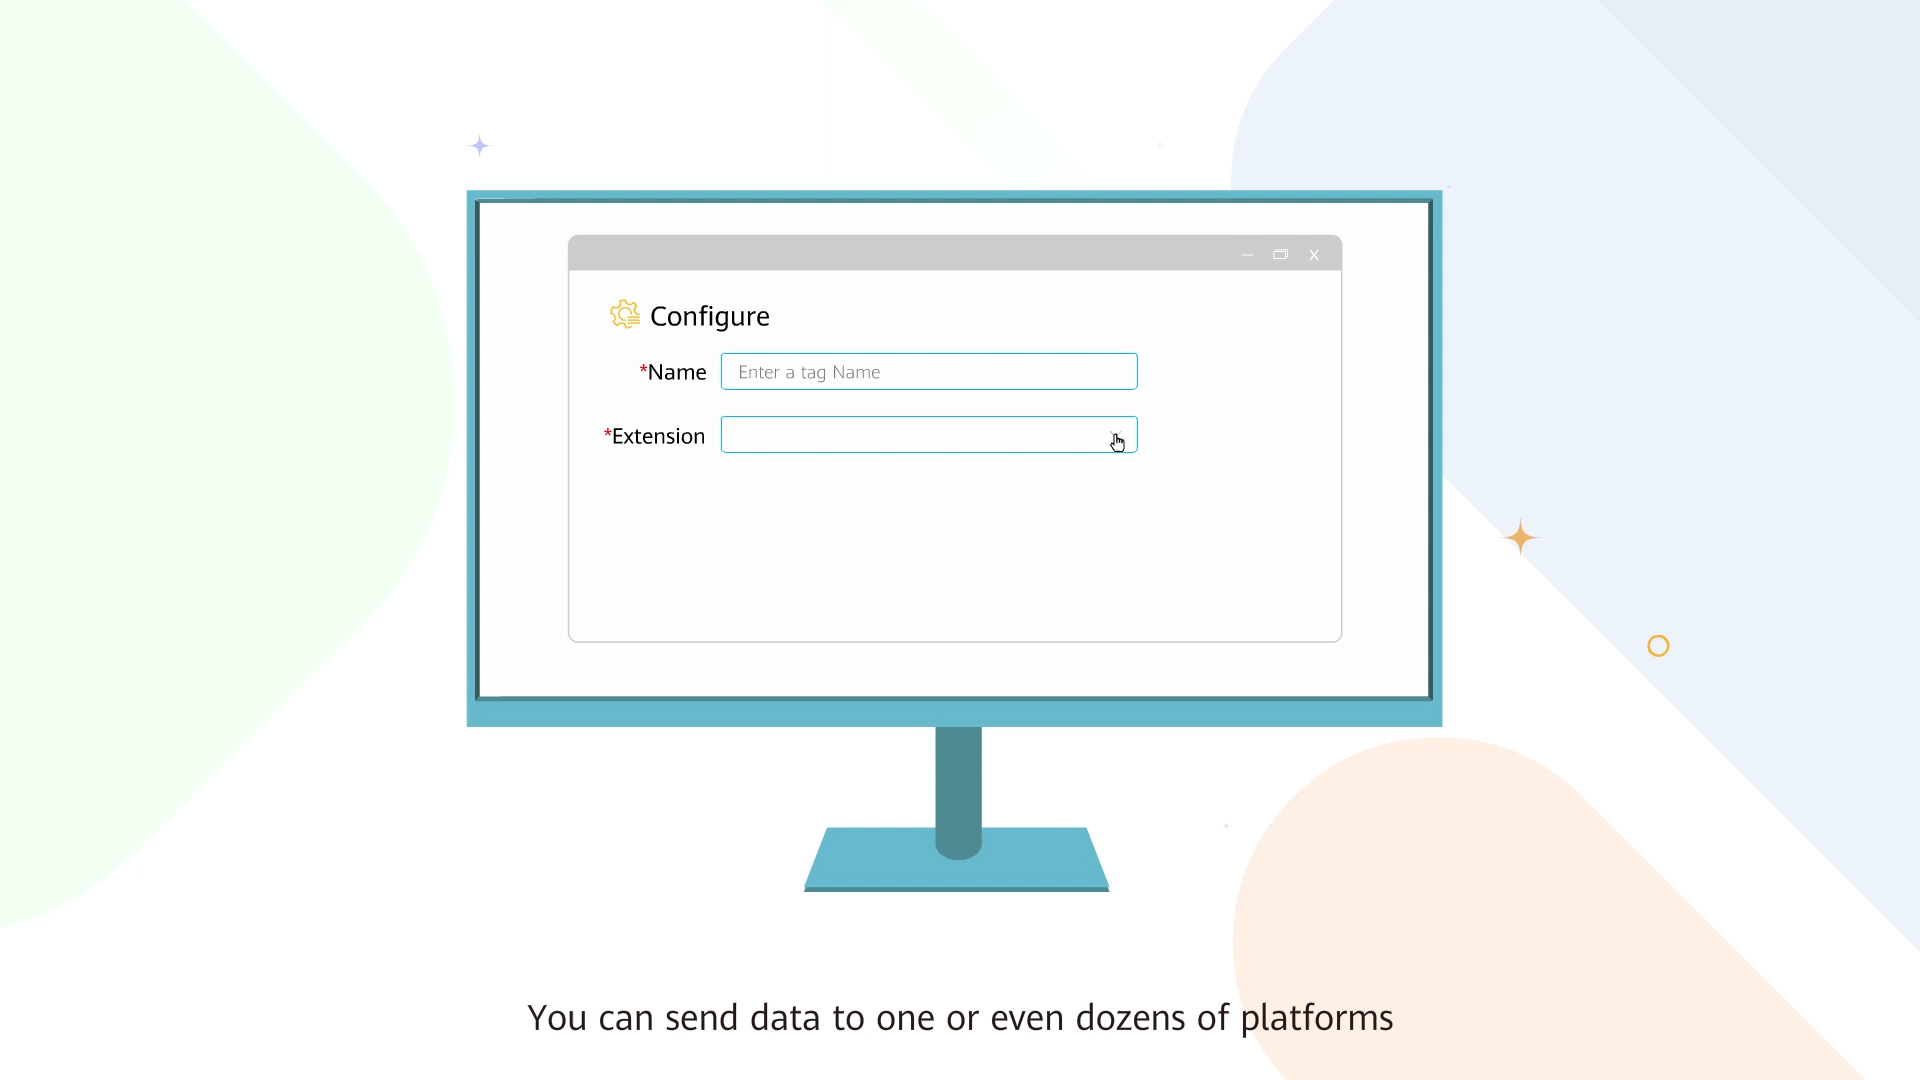 X
Configure
*Name Enter a tag Name
*Extension
You can send data to one or even dozens of platforms